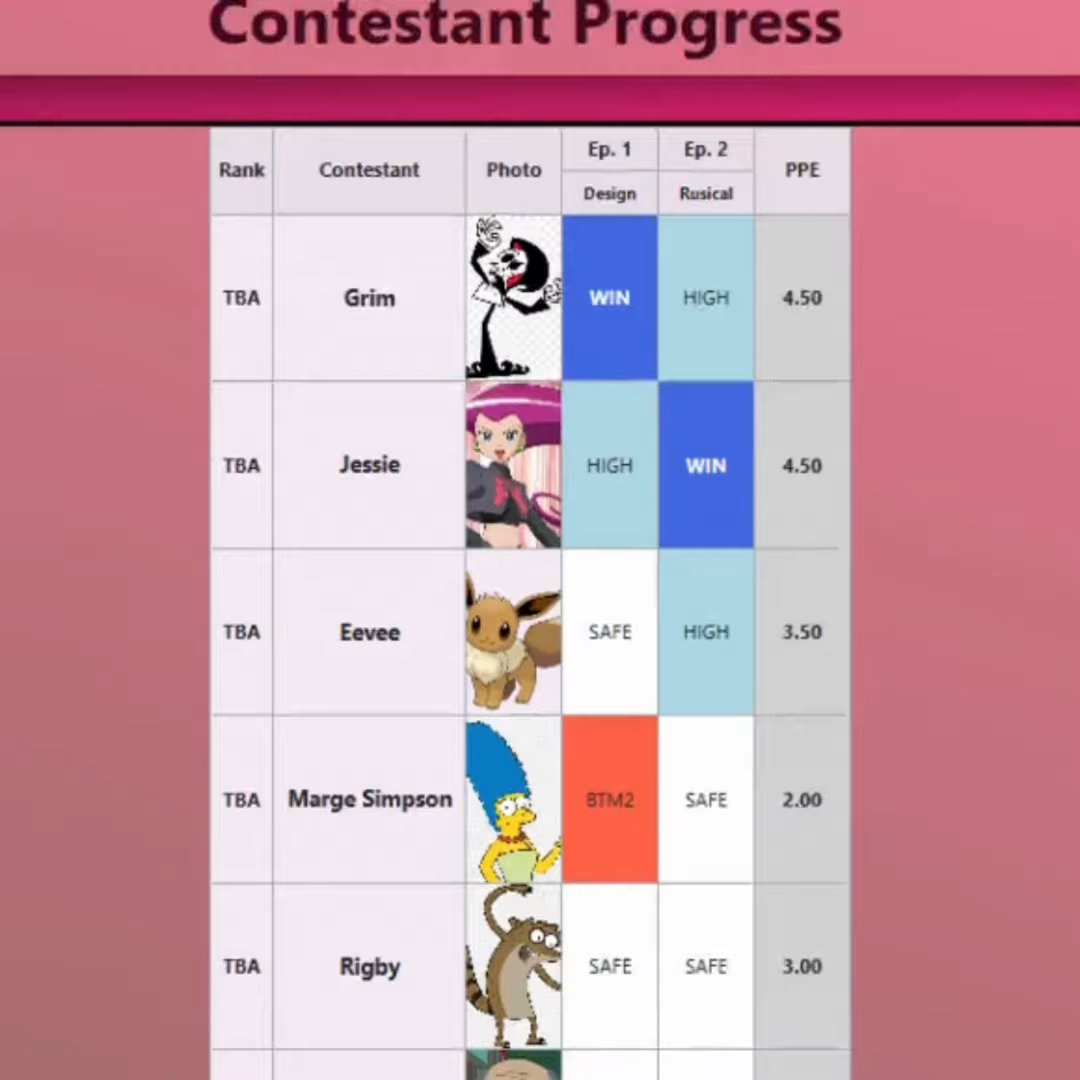 Contestant Progress
Rank Contestant Photo Ep. 1 Ep. 2 PPE
Design Rusical
TBA Grim WIN HIGH 4.50
TBA Jessie HIGH WIN 4.50
TBA Eevee SAFE HIGH 3.50
TBA Marge Simpson BTM2 SAFE 2.00
TBA Rigby SAFE SAFE 3.00